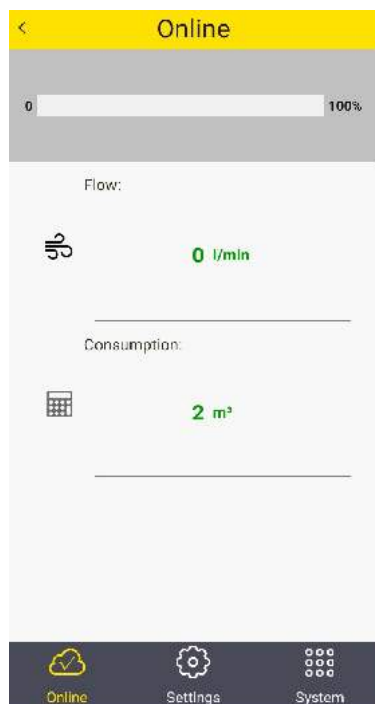 Online
0 100%
Flow:
0 l/min
Consumption:
2 m³
Online Settings System